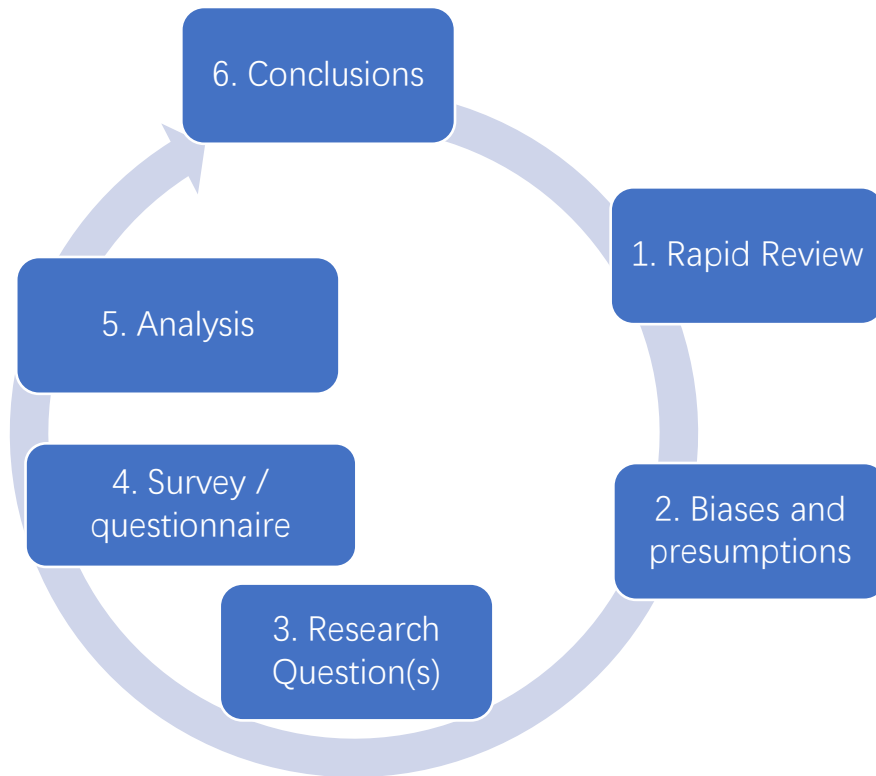 6. Conclusions
1. Rapid Review
2. Biases and
presumptions
3. Research
Question(s)
4. Survey /
questionnaire
5. Analysis